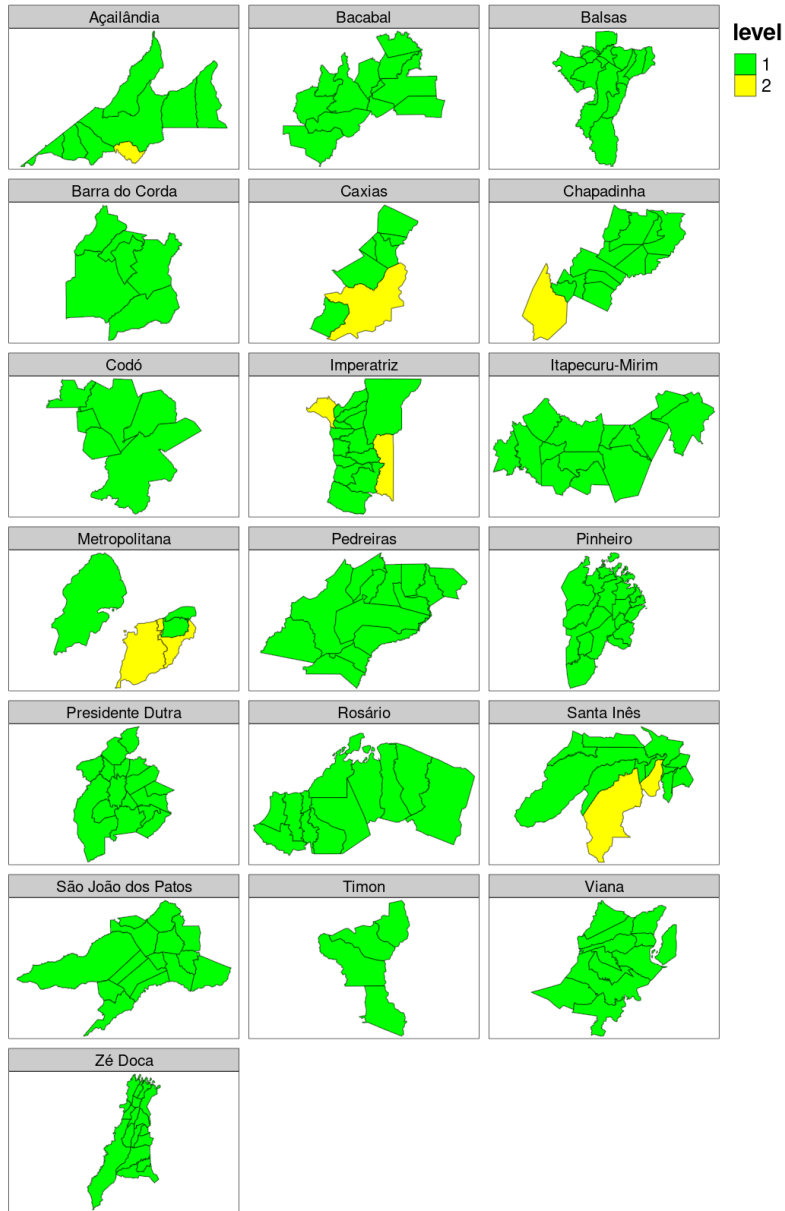 Açailândia
Bacabal
Balsas
level
1
2
Barra do Corda
Caxias
Chapadinha
Codó
Imperatriz
Itapecuru-Mirim
Metropolitana
Pedreiras
Pinheiro
Presidente Dutra
Rosário
Santa Inês
São João dos Patos
Timon
Viana
Zé Doca